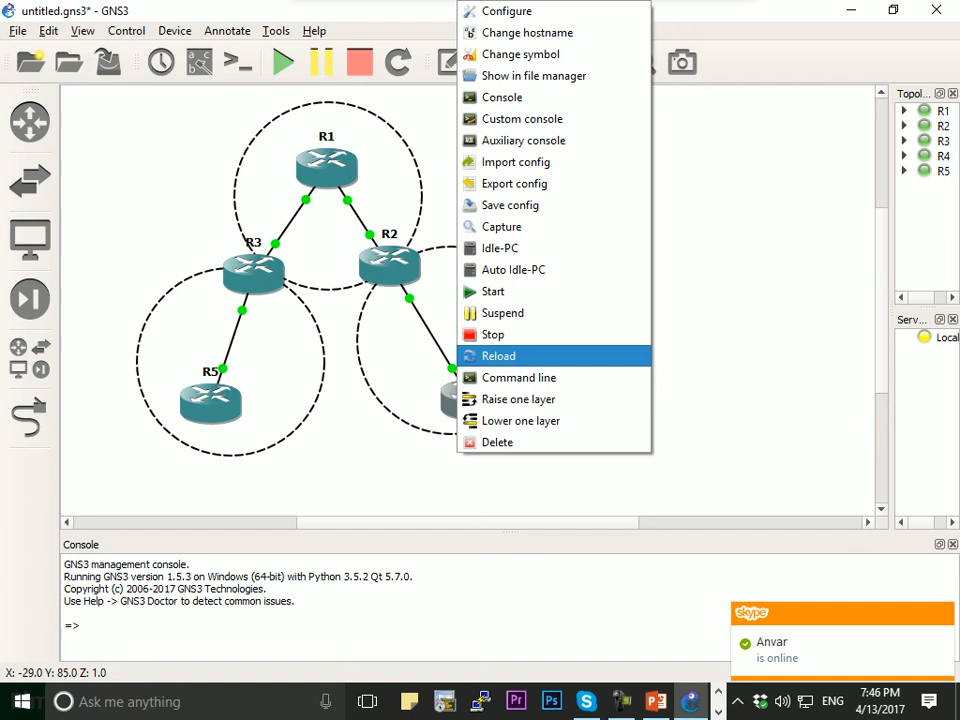 untitled.gns3* - GNS3
File Edit View Control Device Annotate Tools Help
Configure
Change hostname
Change symbol
Show in file manager
Console
Custom console
Auxiliary console
Import config
Export config
Save config
Capture
Idle-PC
Auto Idle-PC
Start
Suspend
Stop
Reload
Command line
Raise one layer
Lower one layer
Delete
R1
R3
R2
R5
Topol...
R1
R2
R3
R4
R5
Serv...
Local
Console
GNS3 management console.
Running GNS3 version 1.5.3 on Windows (64-bit) with Python 3.5.2 Qt 5.7.0.
Copyright (c) 2006-2017 GNS3 Technologies.
Use Help -> GNS3 Doctor to detect common issues.
=>
skype
Anvar
is online
X: -29.0 Y: 85.0 Z: 1.0
Ask me anything
Pr
Ps
ENG
7:46 PM
4/13/2017